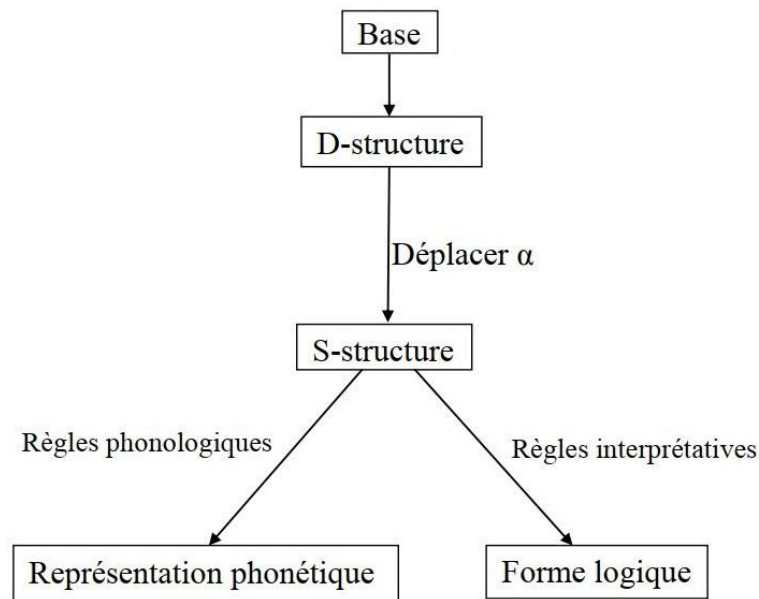 Base
D-structure
Déplacer α
S-structure
Règles phonologiques
Règles interprétatives
Représentation phonétique
Forme logique